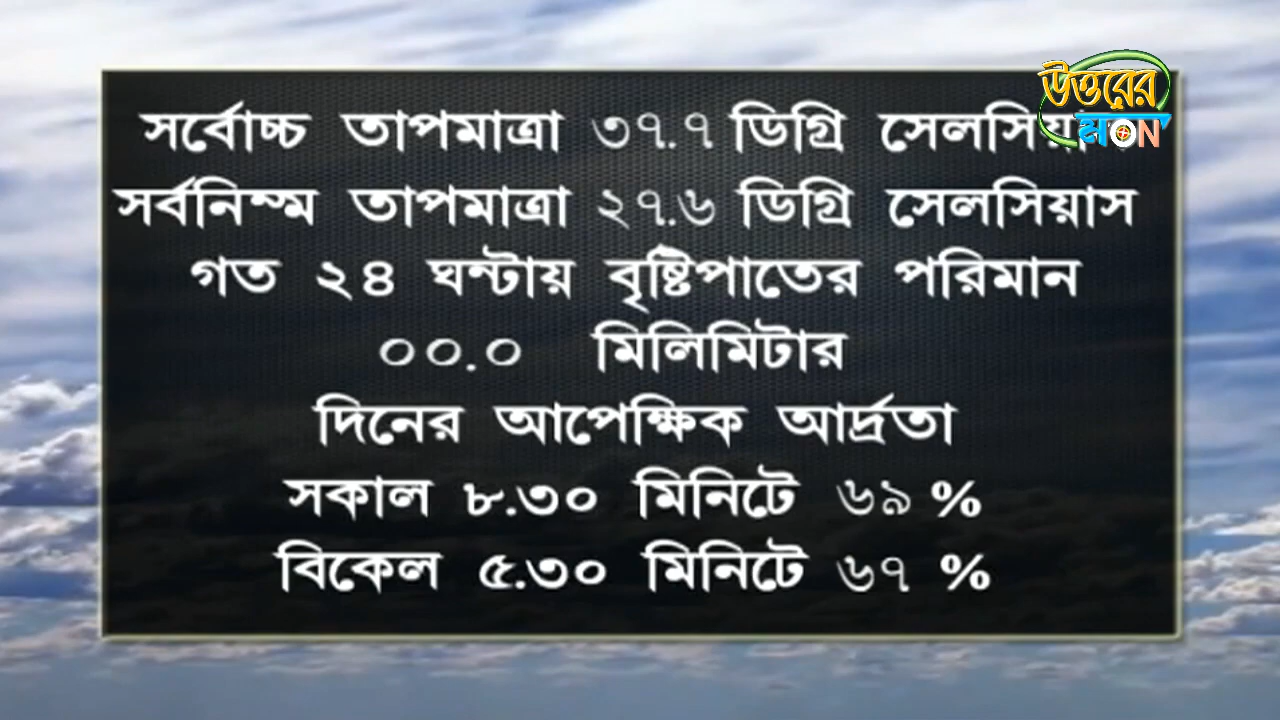 সর্বোচ্চ তাপমাত্রা ৩৭.৭ ডিগ্রি সেলসিয়াস
সর্বনিম্ম তাপমাত্রা ২৭.৬ ডিগ্রি সেলসিয়াস
গত ২৪ ঘন্টায় বৃষ্টিপাতের পরিমান
০০.০ মিলিমিটার
দিনের আপেক্ষিক আর্দ্রতা
সকাল ৮.৩০ মিনিটে ৬৯ %
বিকেল ৫.৩০ মিনিটে ৬৭ %
উত্তরের
মON